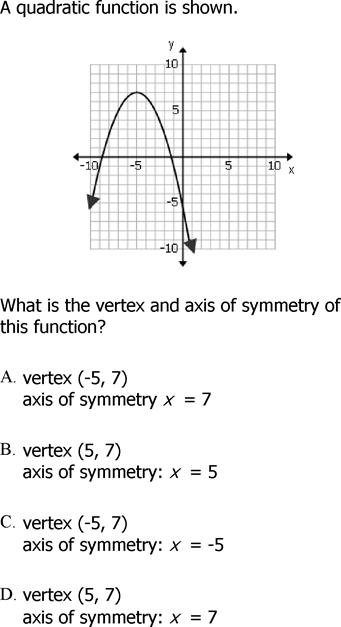 A quadratic function is shown.
y
10
5
-10 -5 5 10 x
-5
-10
What is the vertex and axis of symmetry of
this function?
A. vertex (-5, 7)
axis of symmetry x = 7
B. vertex (5, 7)
axis of symmetry: x = 5
C. vertex (-5, 7)
axis of symmetry: x = -5
D. vertex (5, 7)
axis of symmetry: x = 7